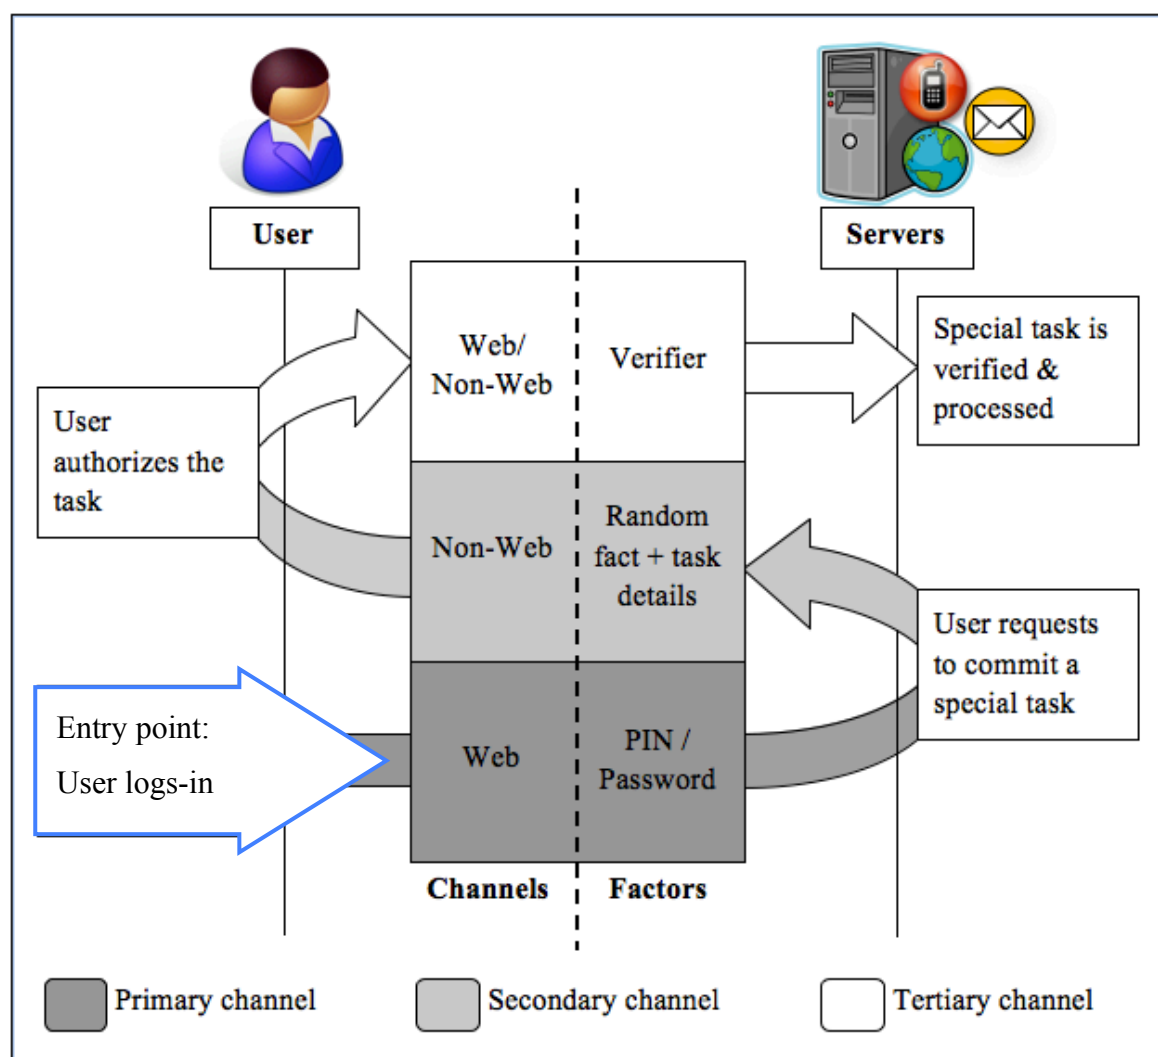 User
Servers
Web/
Non-Web
Verifier
Special task is
verified &
processed
User
authorizes the
task
Non-Web
Random
fact + task
details
User requests
to commit a
special task
Entry point:
User logs-in
Web
PIN /
Password
Channels
Factors
Primary channel
Secondary channel
Tertiary channel